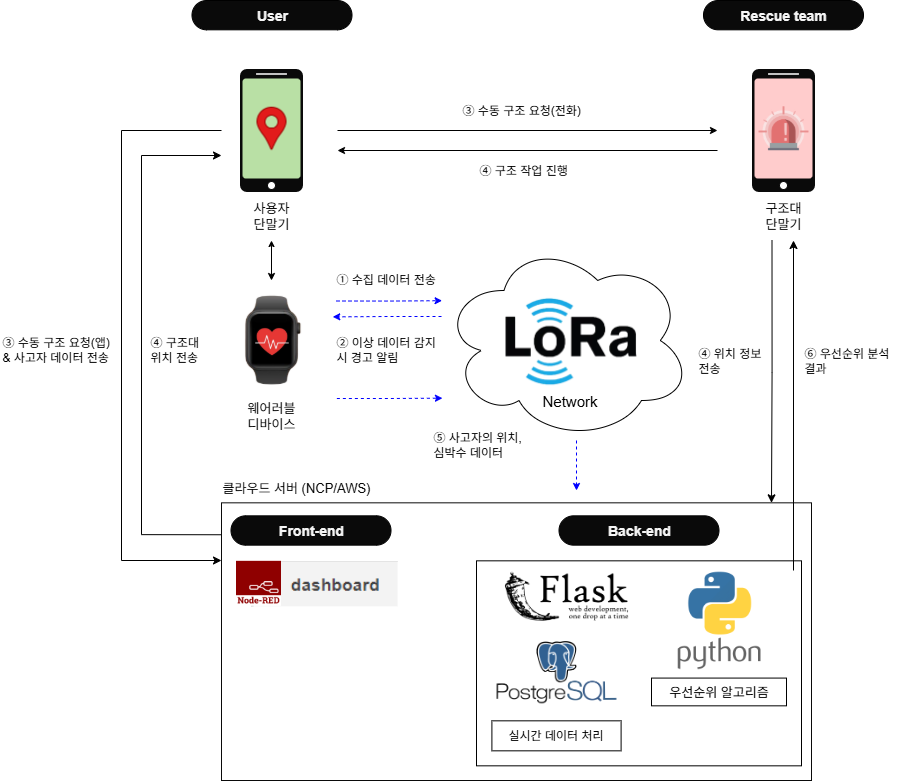 User
Rescue team
③ 수동 구조 요청(전화)
④ 구조 작업 진행
사용자
단말기
구조대
단말기
① 수집 데이터 전송
② 이상 데이터 감지
시 경고 알림
③ 수동 구조 요청(앱)
& 사고자 데이터 전송
④ 구조대
위치 전송
LoRa
Network
④ 위치 정보
전송
⑥ 우선순위 분석
결과
웨어러블
디바이스
⑤ 사고자의 위치,
심박수 데이터
클라우드 서버 (NCP/AWS)
Front-end
Back-end
Node-RED
dashboard
Flask
web development,
one drop at a time
python
PostgreSQL
우선순위 알고리즘
실시간 데이터 처리